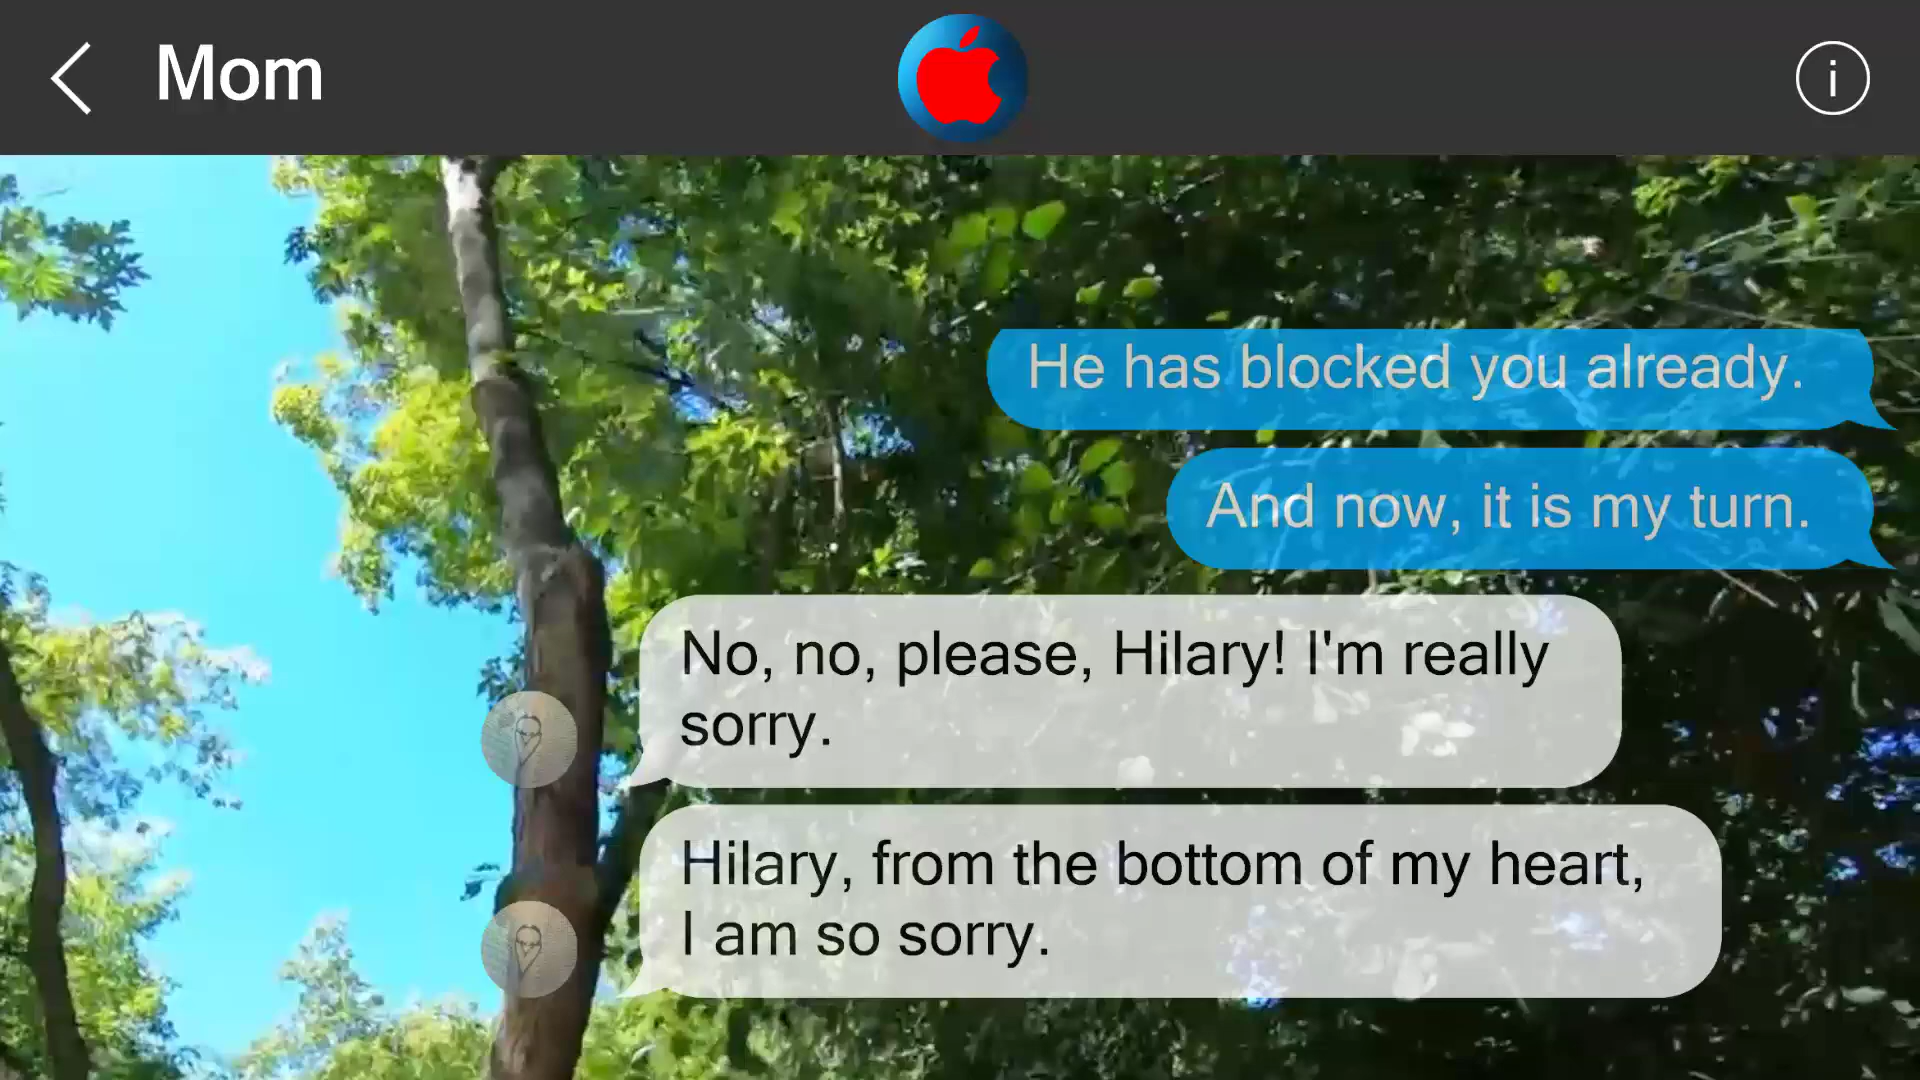 Mom
i
He has blocked you already.
And now, it is my turn.
No, no, please, Hilary! I'm really
sorry.
Hilary, from the bottom of my heart,
I am so sorry.